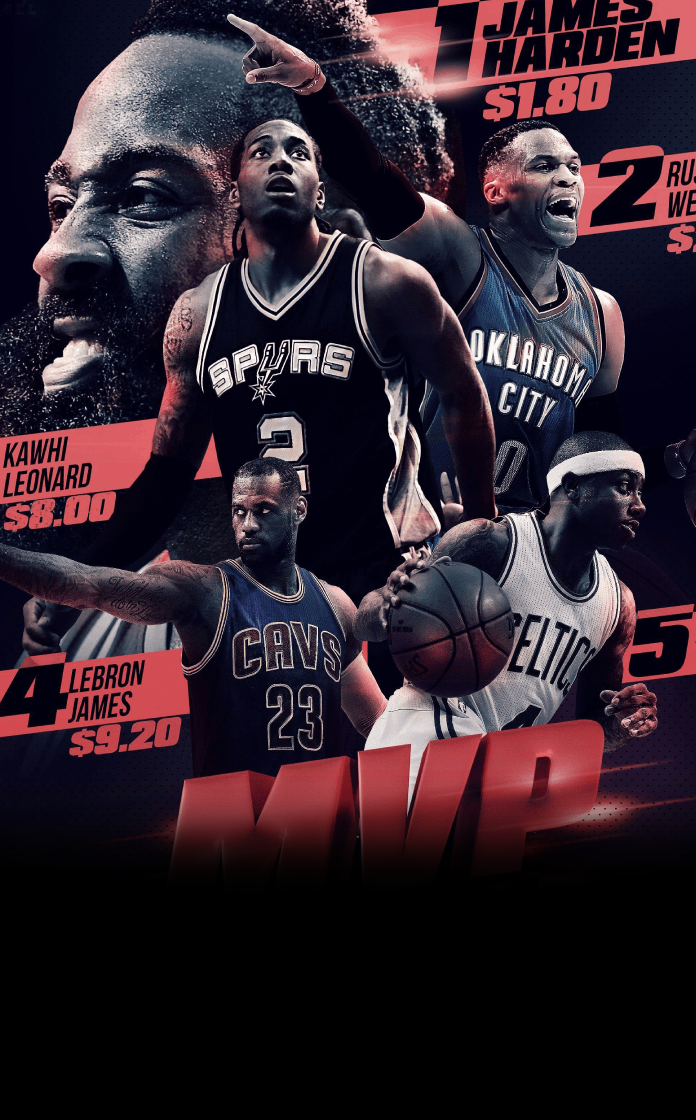 1 JAMES
HARDEN
$1.80
2
SPURS
2
OKLAHOMA
CITY
0
KAWHI
LEONARD
$8.00
CAVS
23
4 LEBRON
JAMES
$9.20
5
MVP